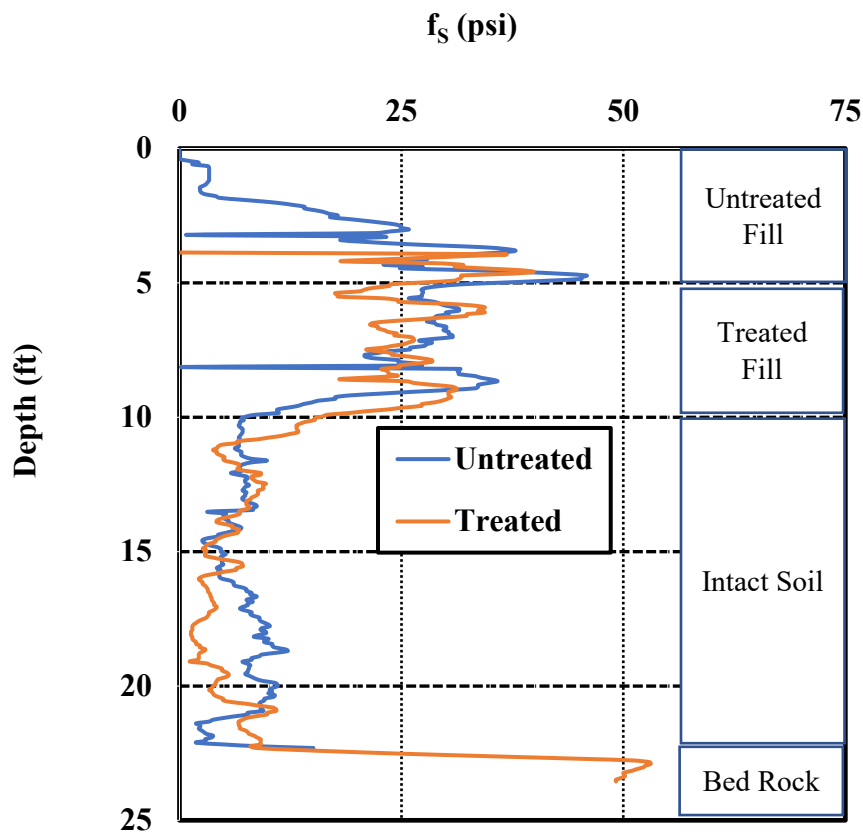 f_S (psi)
0 25 50 75
0
5
10
15
20
25
Depth (ft)
Untreated
Fill
Treated
Fill
Untreated
Treated
Intact Soil
Bed Rock